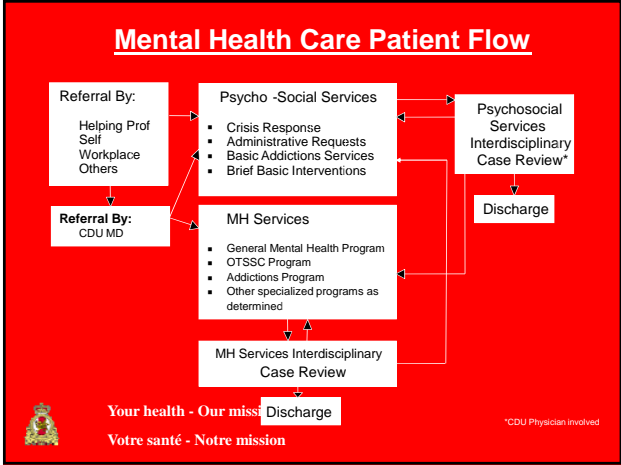 Mental Health Care Patient Flow
Referral By:
Helping Prof
Self
Workplace
Others
Referral By:
CDU MD
Psycho -Social Services
▪ Crisis Response
▪ Administrative Requests
▪ Basic Addictions Services
▪ Brief Basic Interventions
Psychosocial
Services
Interdisciplinary
Case Review*
Discharge
MH Services
▪ General Mental Health Program
▪ OTSSC Program
▪ Addictions Program
▪ Other specialized programs as
determined
MH Services Interdisciplinary
Case Review
Discharge
Your health - Our missi
Votre santé - Notre mission
*CDU Physician involved